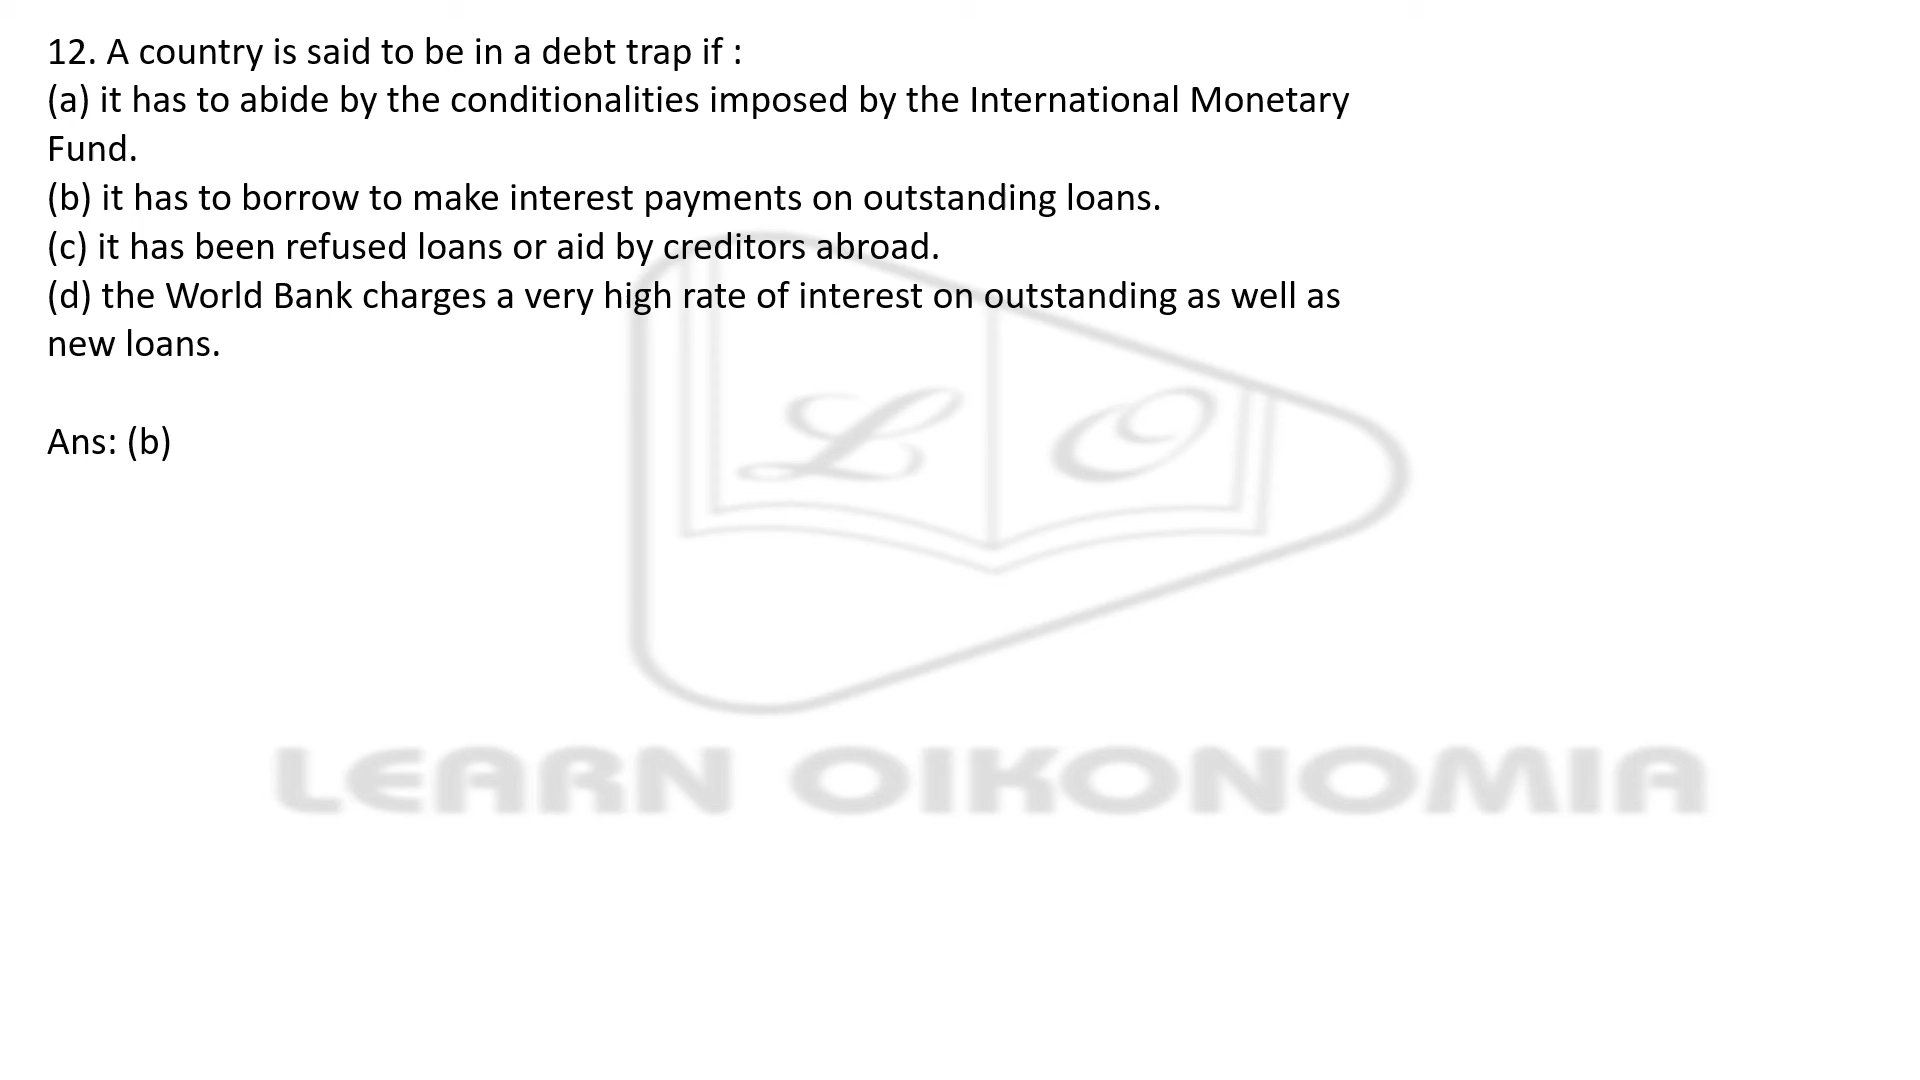 12. A country is said to be in a debt trap if :
(a) it has to abide by the conditionalities imposed by the International Monetary
Fund.
(b) it has to borrow to make interest payments on outstanding loans.
(c) it has been refused loans or aid by creditors abroad.
(d) the World Bank charges a very high rate of interest on outstanding as well as
new loans.
Ans: (b)
L O
LEARN OIKONOMIA